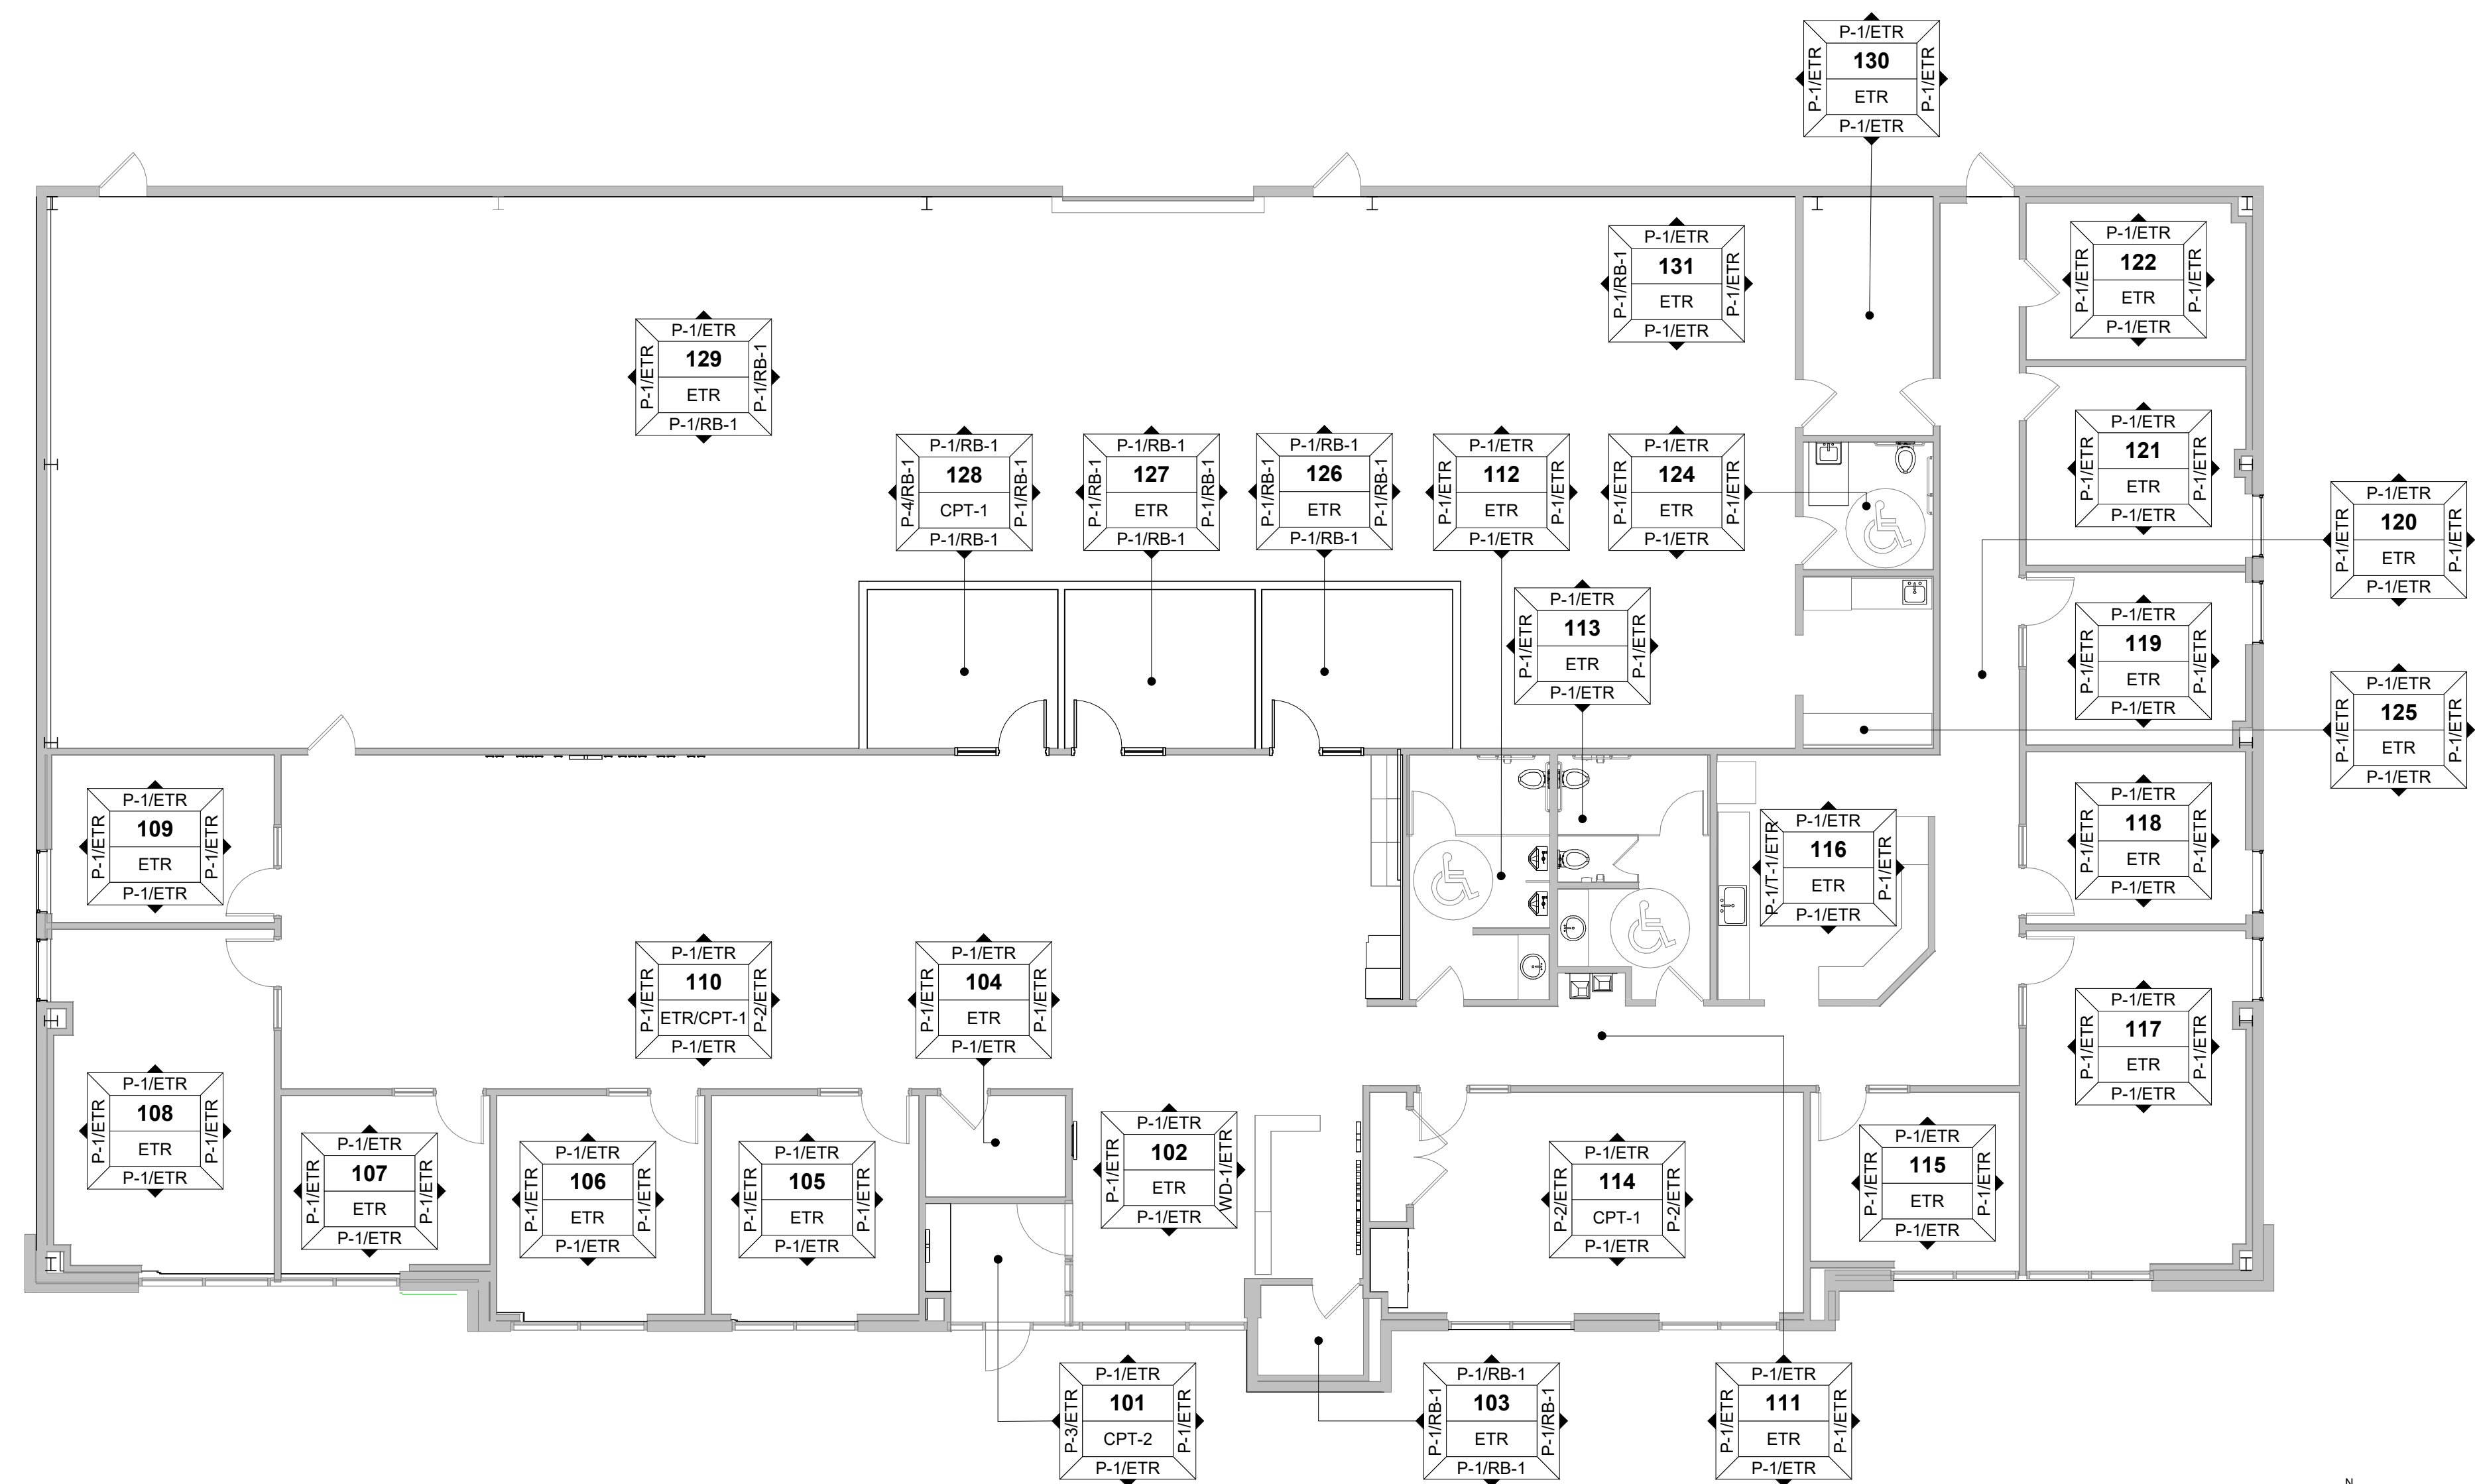 P-1/ETR
P-1/ETR
130
P-1/ETR
ETR
P-1/ETR
P-1/ETR
P-1/RB-1
131
P-1/ETR
ETR
P-1/ETR
P-1/ETR
P-1/ETR
122
P-1/ETR
ETR
P-1/ETR
P-1/ETR
P-1/ETR
129
P-1/RB-1
ETR
P-1/RB-1
P-1/RB-1
P-4/RB-1
128
P-1/RB-1
CPT-1
P-1/RB-1
P-1/RB-1
P-1/RB-1
127
P-1/RB-1
ETR
P-1/RB-1
P-1/RB-1
P-1/RB-1
126
P-1/RB-1
ETR
P-1/RB-1
P-1/ETR
P-1/ETR
112
P-1/ETR
ETR
P-1/ETR
P-1/ETR
P-1/ETR
124
P-1/ETR
ETR
P-1/ETR
P-1/ETR
P-1/ETR
121
P-1/ETR
ETR
P-1/ETR
P-1/ETR
P-1/ETR
120
P-1/ETR
ETR
P-1/ETR
P-1/ETR
P-1/ETR
113
P-1/ETR
ETR
P-1/ETR
P-1/ETR
P-1/ETR
119
P-1/ETR
ETR
P-1/ETR
P-1/ETR
P-1/ETR
125
P-1/ETR
ETR
P-1/ETR
P-1/ETR
P-1/ETR
109
P-1/ETR
ETR
P-1/ETR
P-1/ETR
P-1/T-1/ETR
116
P-1/ETR
ETR
P-1/ETR
P-1/ETR
P-1/ETR
118
P-1/ETR
ETR
P-1/ETR
P-1/ETR
P-1/ETR
110
P-2/ETR
ETR/CPT-1
P-1/ETR
P-1/ETR
P-1/ETR
104
P-1/ETR
ETR
P-1/ETR
P-1/ETR
P-1/ETR
117
P-1/ETR
ETR
P-1/ETR
P-1/ETR
P-1/ETR
108
P-1/ETR
ETR
P-1/ETR
P-1/ETR
P-1/ETR
107
P-1/ETR
ETR
P-1/ETR
P-1/ETR
P-1/ETR
106
P-1/ETR
ETR
P-1/ETR
P-1/ETR
P-1/ETR
105
P-1/ETR
ETR
P-1/ETR
P-1/ETR
P-1/ETR
102
WD-1/ETR
ETR
P-1/ETR
P-1/ETR
P-2/ETR
114
P-2/ETR
CPT-1
P-1/ETR
P-1/ETR
P-1/ETR
115
P-1/ETR
ETR
P-1/ETR
P-1/ETR
P-3/ETR
101
P-1/ETR
CPT-2
P-1/ETR
P-1/RB-1
P-1/RB-1
103
P-1/RB-1
ETR
P-1/RB-1
P-1/ETR
P-1/ETR
111
P-1/ETR
ETR
P-1/ETR
N